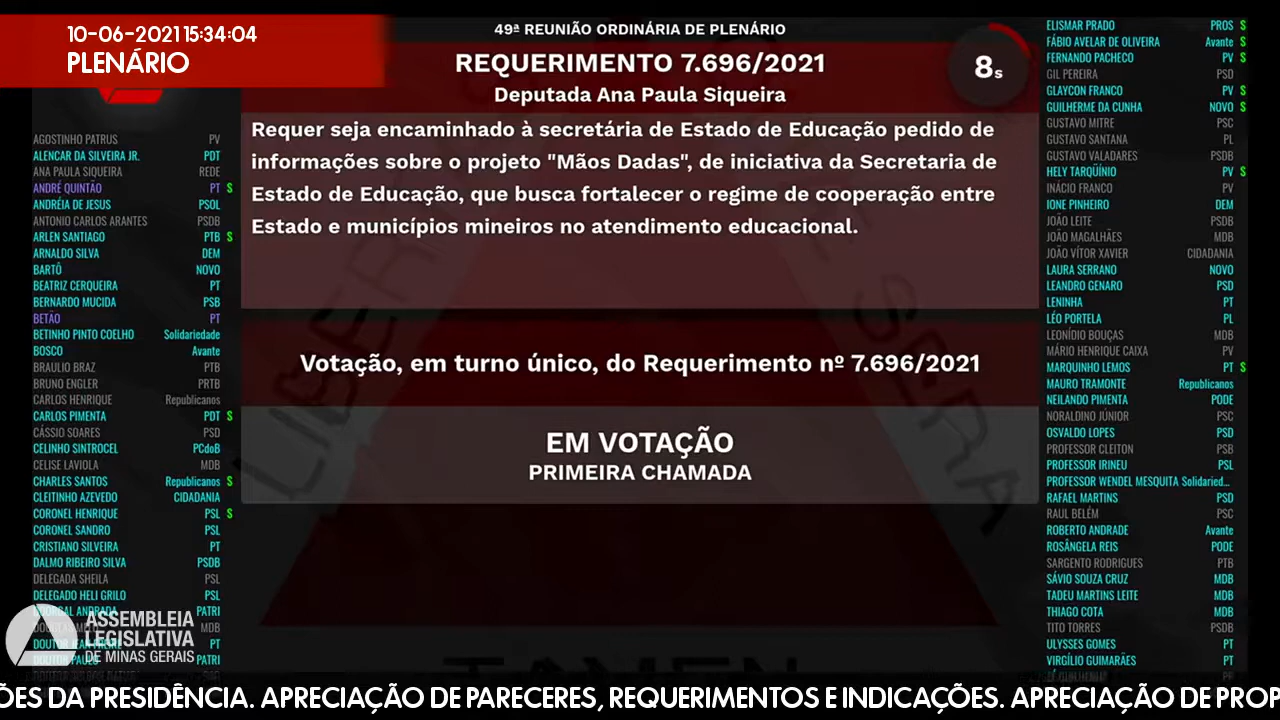 10-06-2021 15:34:04
PLENÁRIO
49ª REUNIÃO ORDINÁRIA DE PLENÁRIO
REQUERIMENTO 7.696/2021
Deputada Ana Paula Siqueira
8s
Requer seja encaminhado à secretária de Estado de Educação pedido de
informações sobre o projeto "Mãos Dadas", de iniciativa da Secretaria de
Estado de Educação, que busca fortalecer o regime de cooperação entre
Estado e municípios mineiros no atendimento educacional.
Votação, em turno único, do Requerimento nº 7.696/2021
EM VOTAÇÃO
PRIMEIRA CHAMADA
AGOSTINHO PATRUS PV
ALENCAR DA SILVEIRA JR. PDT
ANA PAULA SIQUEIRA REDE
ANDRÉ QUINTÃO PT S
ANDRÉIA DE JESUS PSOL
ANTONIO CARLOS ARANTES PSDB
ARLEN SANTIAGO PTB S
ARNALDO SILVA DEM
BARTÔ NOVO
BEATRIZ CERQUEIRA PT
BERNARDO MUCIDA PSB
BETÃO PT
BETINHO PINTO COELHO Solidariedade
BOSCO Avante
BRAULIO BRAZ PTB
BRUNO ENGLER PRTB
CARLOS HENRIQUE Republicanos
CARLOS PIMENTA PDT S
CÁSSIO SOARES PSD
CELINHO SINTROCEL PCdoB
CELISE LAVIOLA MDB
CHARLES SANTOS Republicanos S
CLEITINHO AZEVEDO CIDADANIA
CORONEL HENRIQUE PSL S
CORONEL SANDRO PSL
CRISTIANO SILVEIRA PT
DALMO RIBEIRO SILVA PSDB
DELEGADA SHEILA PSL
DELEGADO HELI GRILO PSL
ANDRADA PATRI
MDB
DOUTOR JEAN FREIRE PT
DOUTOR PAULO PATRI
ELISMAR PRADO PROS S
FÁBIO AVELAR DE OLIVEIRA Avante S
FERNANDO PACHECO PV S
GIL PEREIRA PSD
GLAYCON FRANCO PV S
GUILHERME DA CUNHA NOVO S
GUSTAVO MITRE PSC
GUSTAVO SANTANA PL
GUSTAVO VALADARES PSDB
HELY TARQÜÍNIO PV S
INÁCIO FRANCO PV
IONE PINHEIRO DEM
JOÃO LEITE PSDB
JOÃO MAGALHÃES MDB
JOÃO VÍTOR XAVIER CIDADANIA
LAURA SERRANO NOVO
LEANDRO GENARO PSD
LENINHA PT
LÉO PORTELA PL
LEONÍDIO BOUÇAS MDB
MÁRIO HENRIQUE CAIXA PV
MARQUINHO LEMOS PT S
MAURO TRAMONTE Republicanos
NEILANDO PIMENTA PODE
NORALDINO JÚNIOR PSC
OSVALDO LOPES PSD
PROFESSOR CLEITON PSB
PROFESSOR IRINEU PSL
PROFESSOR WENDEL MESQUITA Solidaried...
RAFAEL MARTINS PSD
RAUL BELÉM PSC
ROBERTO ANDRADE Avante
ROSÂNGELA REIS PODE
SARGENTO RODRIGUES PTB
SÁVIO SOUZA CRUZ MDB
TADEU MARTINS LEITE MDB
THIAGO COTA MDB
TITO TORRES PSDB
ULYSSES GOMES PT
VIRGÍLIO GUIMARÃES PT
ASSEMBLEIA
LEGISLATIVA
DE MINAS GERAIS
ÕES DA PRESIDÊNCIA. APRECIAÇÃO DE PARECERES, REQUERIMENTOS E INDICAÇÕES. APRECIAÇÃO DE PROP